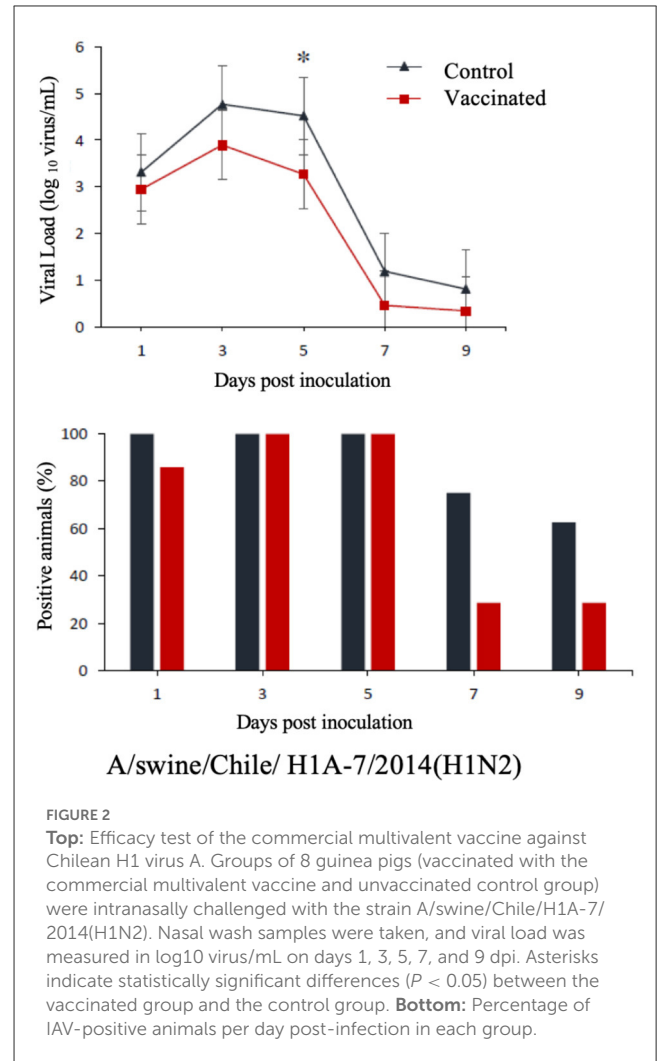 6
5
4
3
2
1
0
Viral Load (log 10 virus/mL)
*
Control
Vaccinated
1 3 5 7 9
Days post inoculation
100
80
60
40
20
0
Positive animals (%)
1 3 5 7 9
Days post inoculation
A/swine/Chile/ H1A-7/2014(H1N2)
FIGURE 2
Top: Efficacy test of the commercial multivalent vaccine against
Chilean H1 virus A. Groups of 8 guinea pigs (vaccinated with the
commercial multivalent vaccine and unvaccinated control group)
were intranasally challenged with the strain A/swine/Chile/H1A-7/
2014(H1N2). Nasal wash samples were taken, and viral load was
measured in log10 virus/mL on days 1, 3, 5, 7, and 9 dpi. Asterisks
indicate statistically significant differences (P < 0.05) between the
vaccinated group and the control group. Bottom: Percentage of
IAV-positive animals per day post-infection in each group.